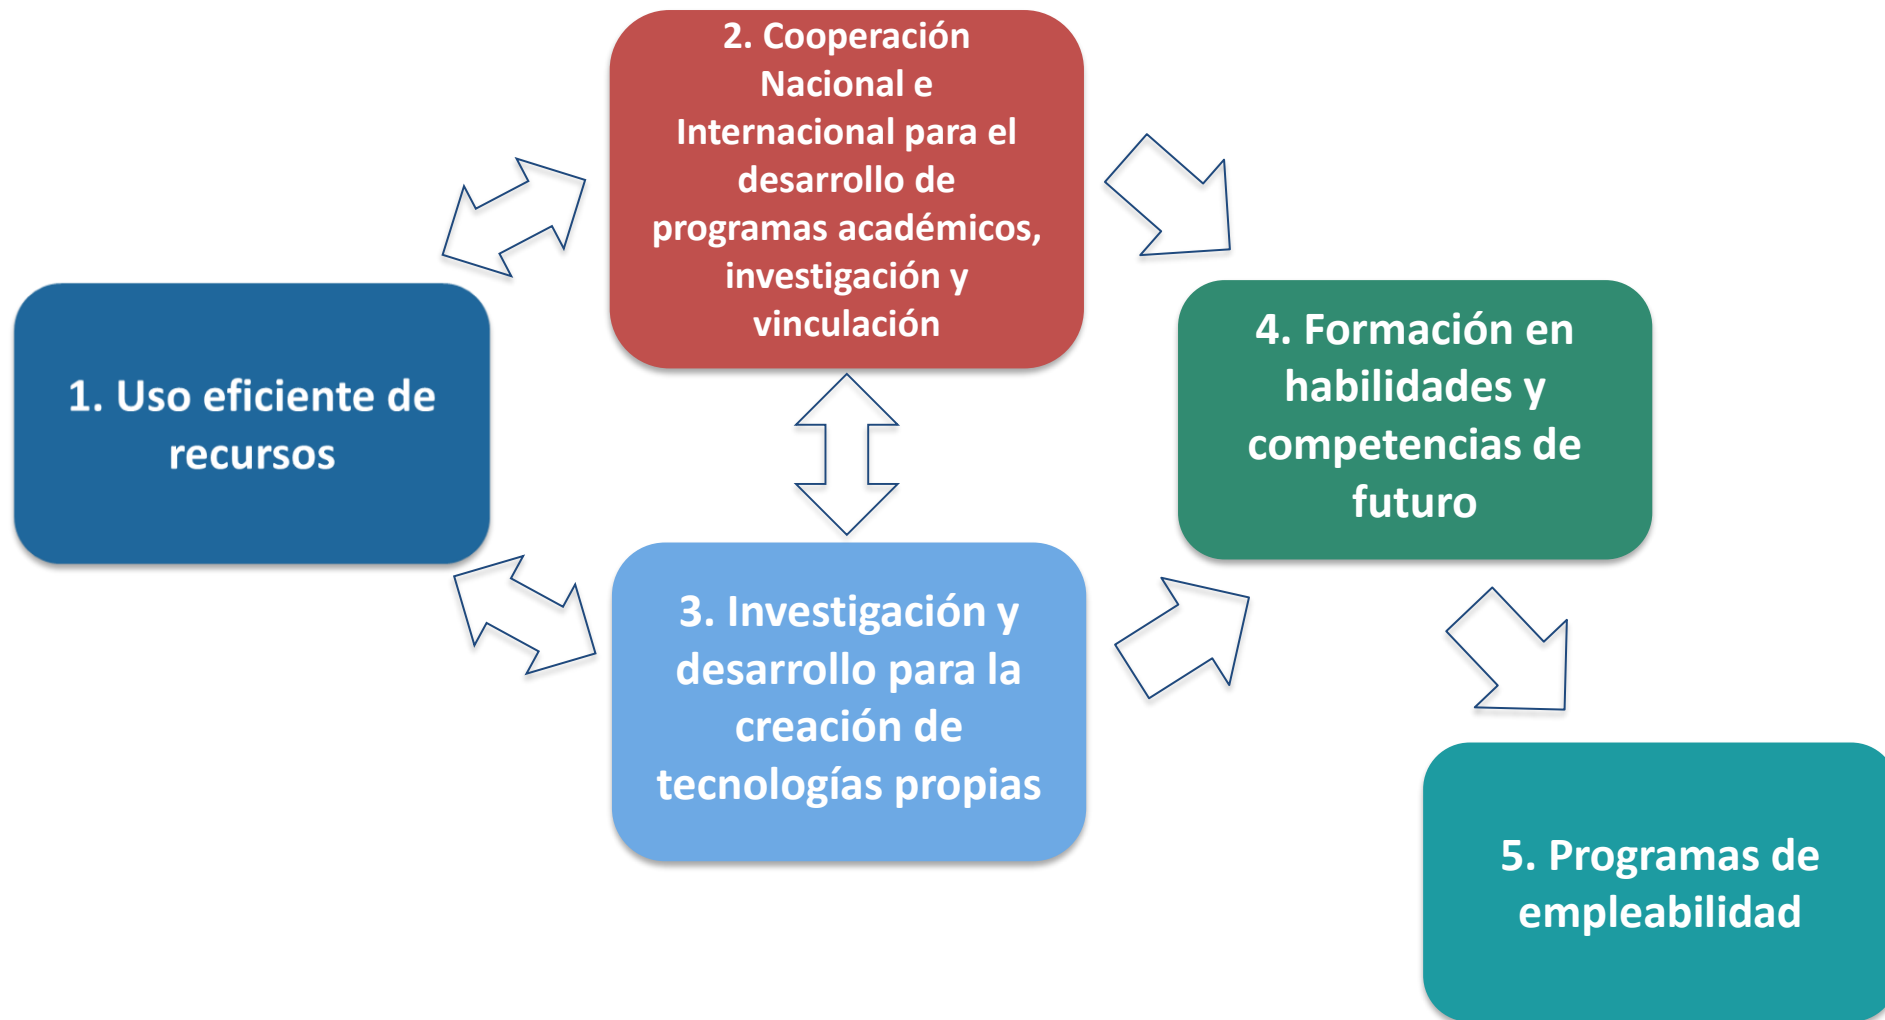 2. Cooperación
Nacional e
Internacional para el
desarrollo de
programas académicos,
investigación y
vinculación
1. Uso eficiente de
recursos
4. Formación en
habilidades y
competencias de
futuro
3. Investigación y
desarrollo para la
creación de
tecnologías propias
5. Programas de
empleabilidad